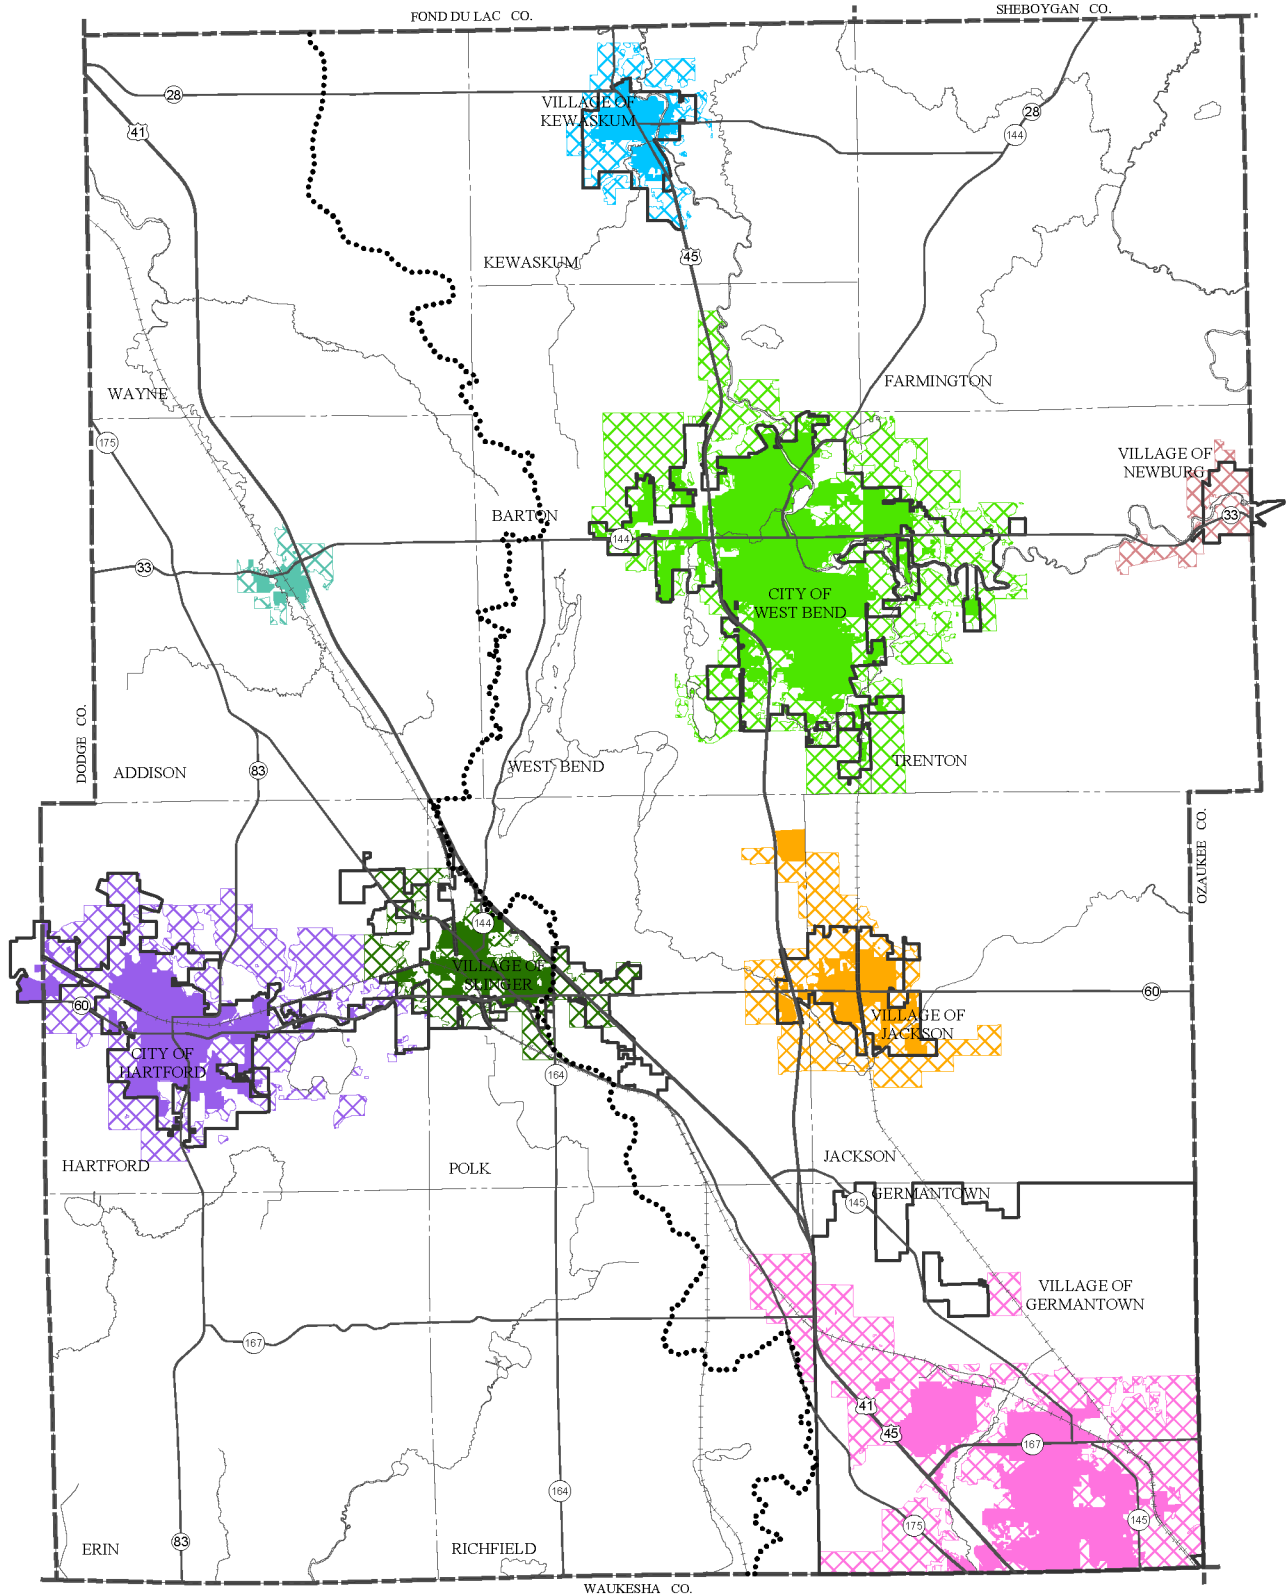 FOND DU LAC CO.
SHEBOYGAN CO.
28
VILLAGE OF
KEWASKUM
28
41
144
KEWASKUM
45
WAYNE
FARMINGTON
175
VILLAGE OF
NEWBURG
BARTON
33
144
33
CITY OF
WEST BEND
DODGE CO.
ADDISON
83
WEST BEND
TRENTON
OZAUKEE CO.
144
VILLAGE OF
SLINGER
60
60
VILLAGE OF
JACKSON
CITY OF
HARTFORD
164
HARTFORD
POLK
JACKSON
GERMANTOWN
145
VILLAGE OF
GERMANTOWN
167
41
45
167
164
175
145
83
ERIN
RICHFIELD
WAUKESHA CO.